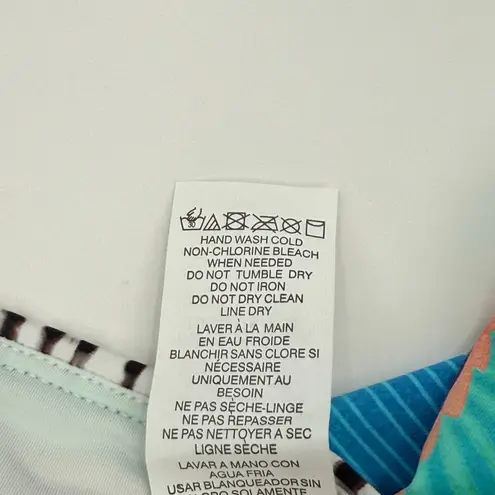 HAND WASH COLD
NON-CHLORINE BLEACH
WHEN NEEDED
DO NOT TUMBLE DRY
DO NOT IRON
DO NOT DRY CLEAN
LINE DRY
LAVER À LA MAIN
EN EAU FROIDE
BLANCHIR SANS CLORE SI
NÉCESSAIRE
UNIQUEMENT AU
BESOIN
NE PAS SÈCHE-LINGE
NE PAS REPASSER
NE PAS NETTOYER A SEC
LIGNE SÈCHE
LAVAR A MANO CON
AGUA FRIA
USAR BLANQUEADOR SIN
CLORO SOLAMENTE